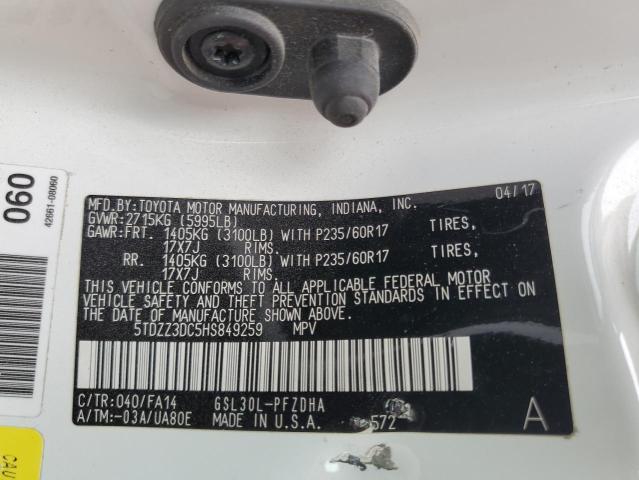 MFD.BY:TOYOTA MOTOR MANUFACTURING, INDIANA, INC. 04/17
GVWR:2715KG (5995LB)
GAWR:FRT. 1405KG (3100LB) WITH P235/60R17 TIRES,
17X7J RIMS.
RR. 1405KG (3100LB) WITH P235/60R17 TIRES,
17X7J RIMS.
THIS VEHICLE CONFORMS TO ALL APPLICABLE FEDERAL MOTOR
VEHICLE SAFETY AND THEFT PREVENTION STANDARDS IN EFFECT ON
THE DATE OF MANUFACTURE SHOWN ABOVE.
5TDZZ3DC5HS849259 MPV
C/TR:040/FA14 GSL30L-PFZDHA
A/TM:-03A/UA80E MADE IN U.S.A. 572 A
060
42661-08060
CAU